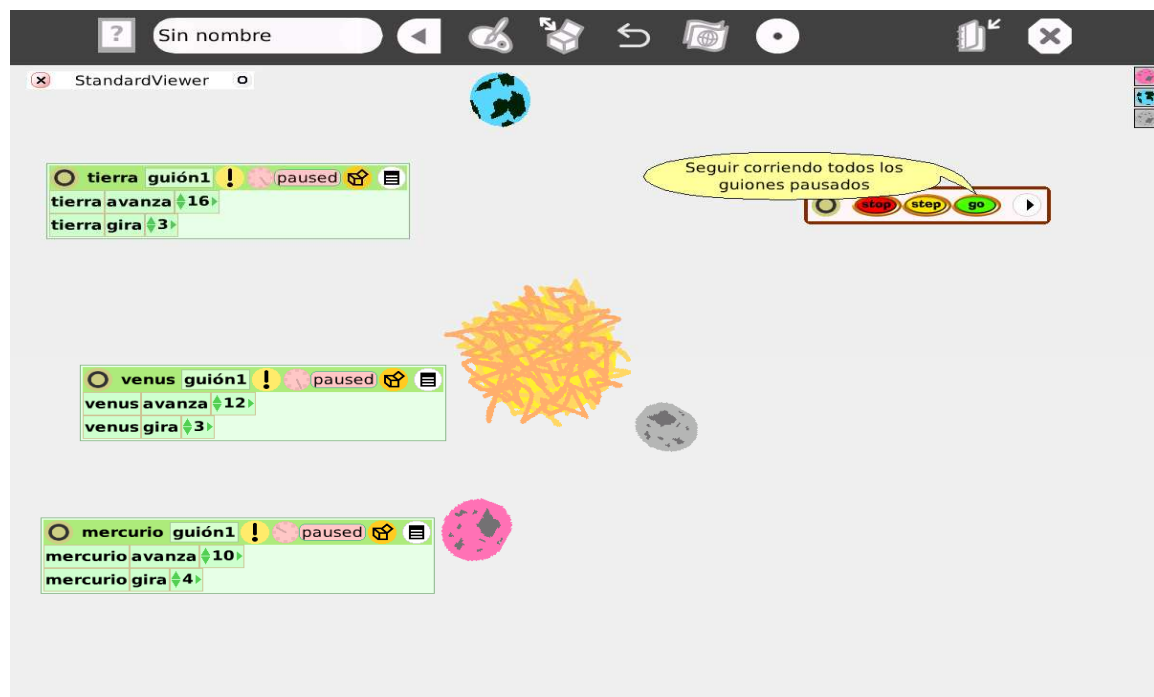 ?
Sin nombre
StandardViewer
Seguir corriendo todos los
guiones pausados
stop step go
tierra guión1 ! paused
tierra avanza 16
tierra gira 3
venus guión1 ! paused
venus avanza 12
venus gira 3
mercurio guión1 ! paused
mercurio avanza 10
mercurio gira 4